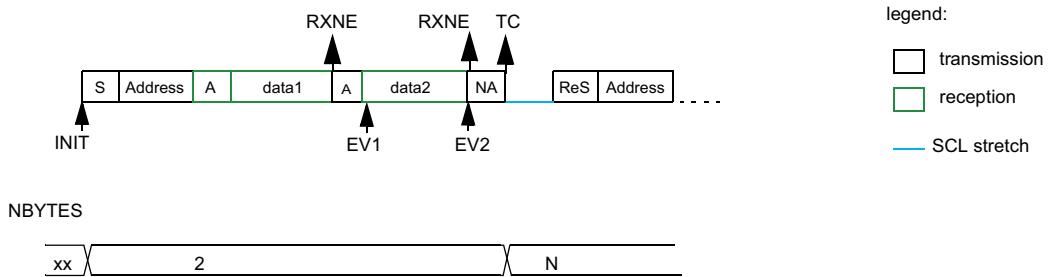 legend:
RXNE RXNE TC
transmission
S Address A data1 A data2 NA ReS Address
reception
INIT EV1 EV2
SCL stretch
NBYTES
xx 2 N